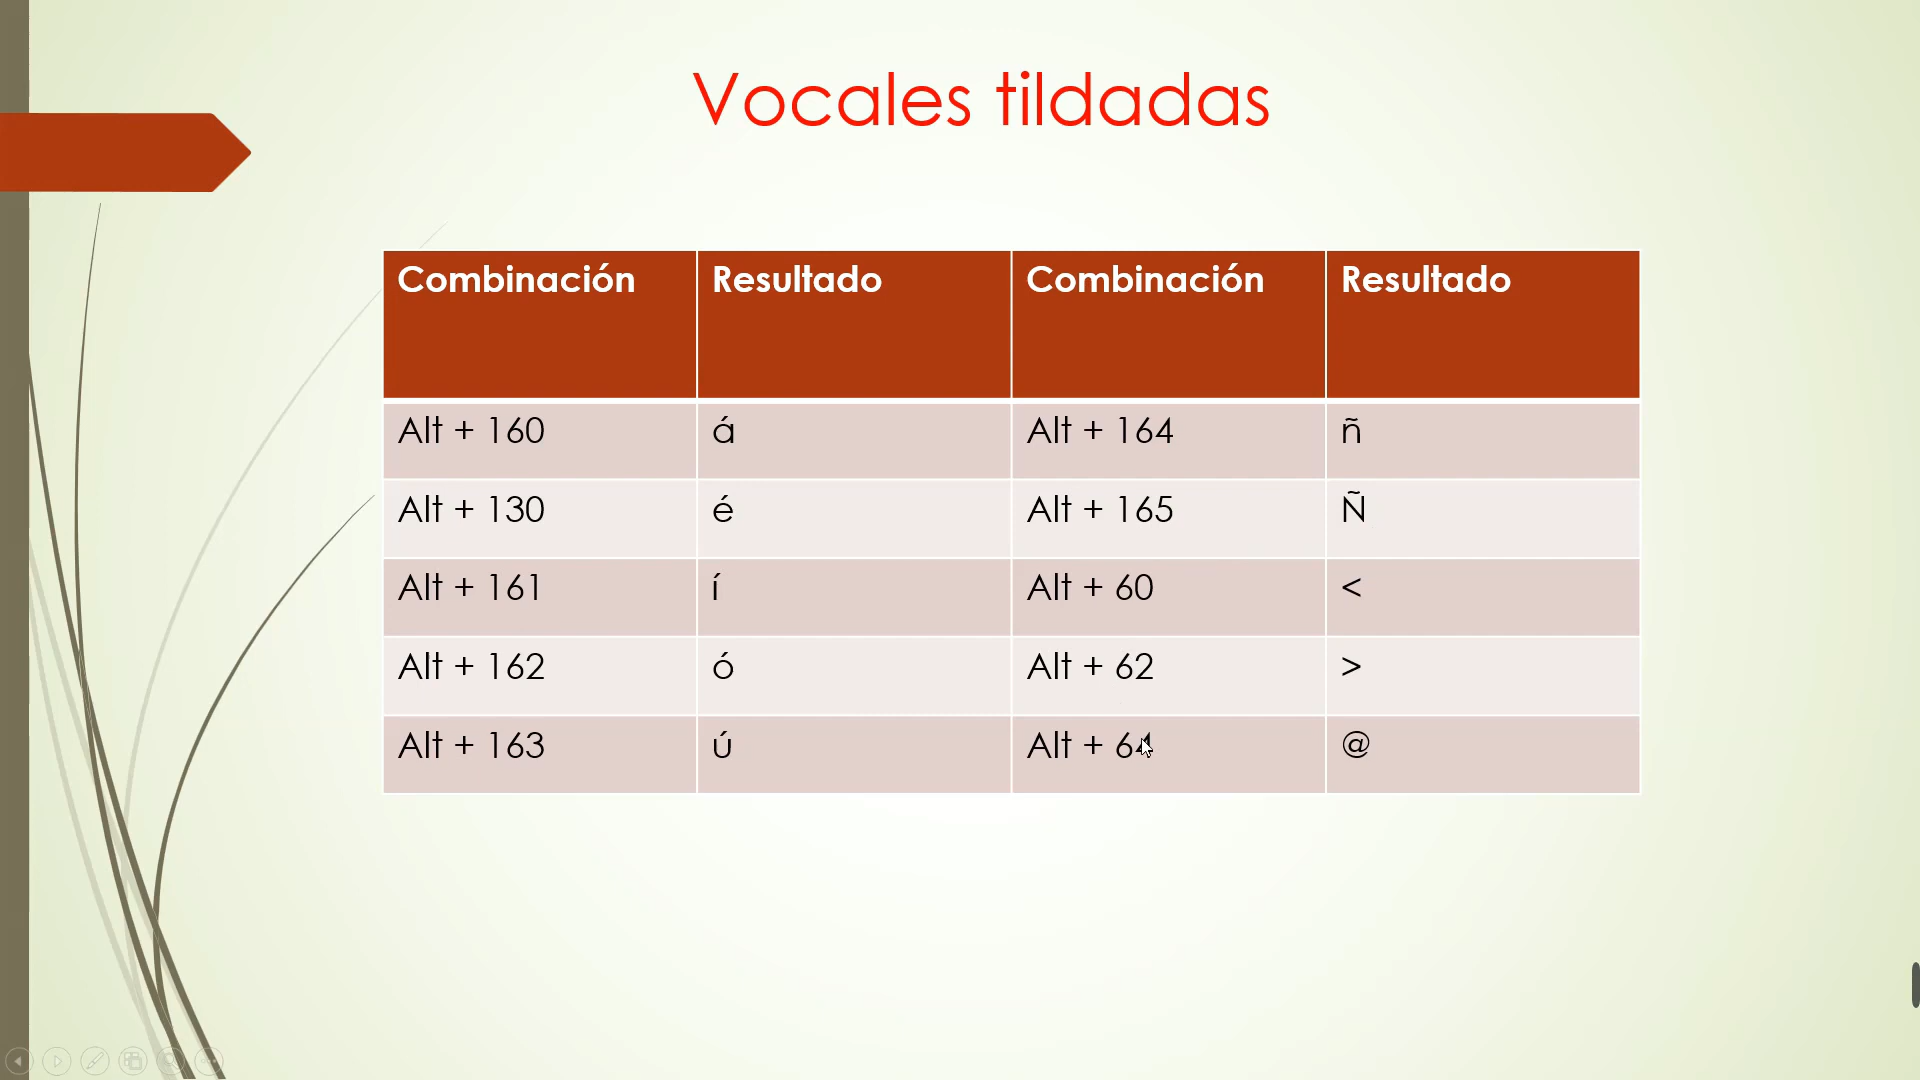 Vocales tildadas
Combinación Resultado Combinación Resultado
Alt + 160 á Alt + 164 ñ
Alt + 130 é Alt + 165 Ñ
Alt + 161 í Alt + 60 <
Alt + 162 ó Alt + 62 >
Alt + 163 ú Alt + 64 @